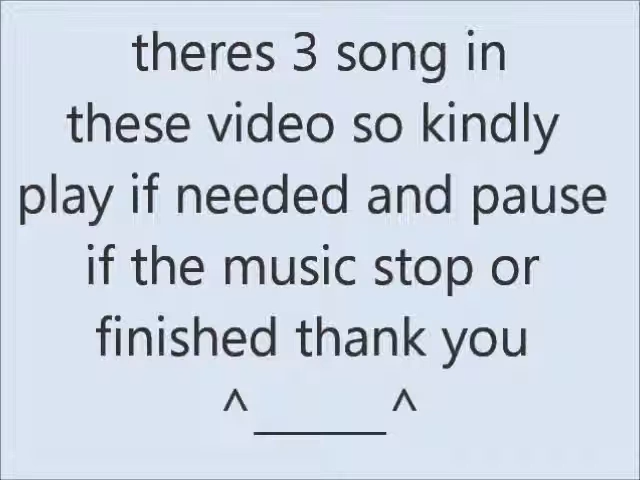 theres 3 song in
these video so kindly
play if needed and pause
if the music stop or
finished thank you
^_____^